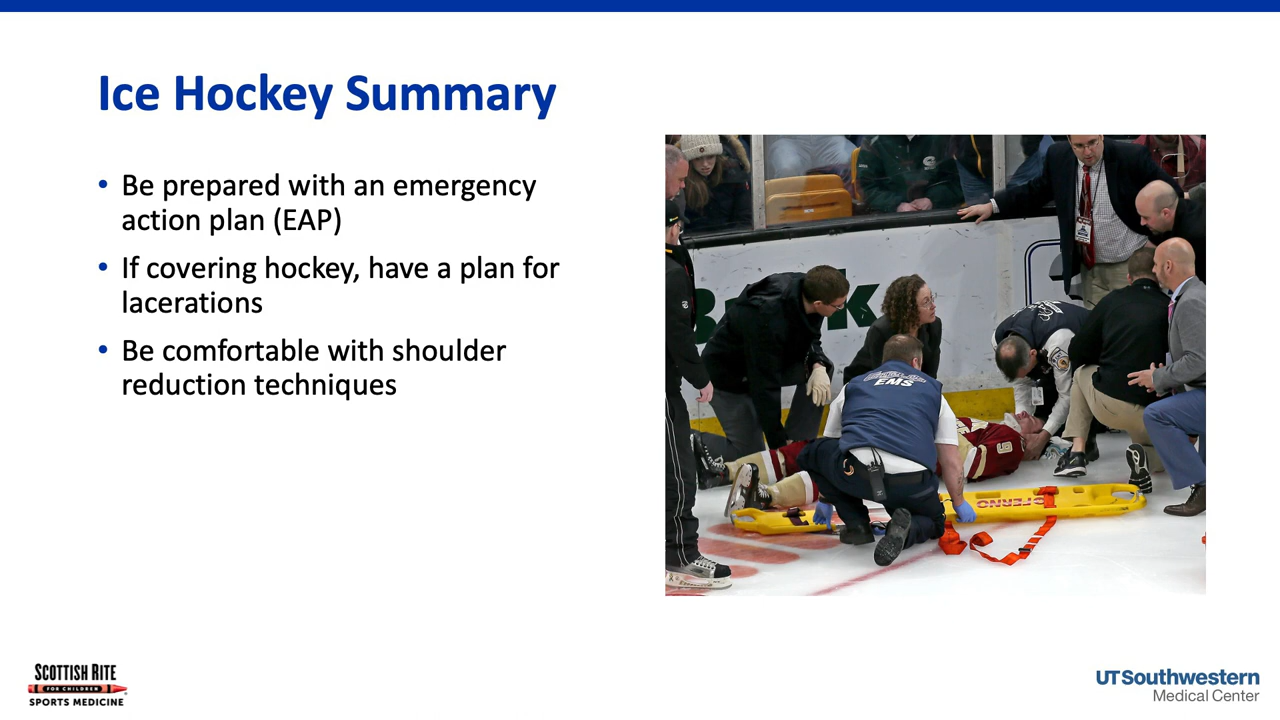 Ice Hockey Summary
• Be prepared with an emergency
action plan (EAP)
• If covering hockey, have a plan for
lacerations
• Be comfortable with shoulder
reduction techniques
EMS
9
FERNO
SCOTTISH RITE
FOR CHILDREN
SPORTS MEDICINE
UTSouthwestern
Medical Center